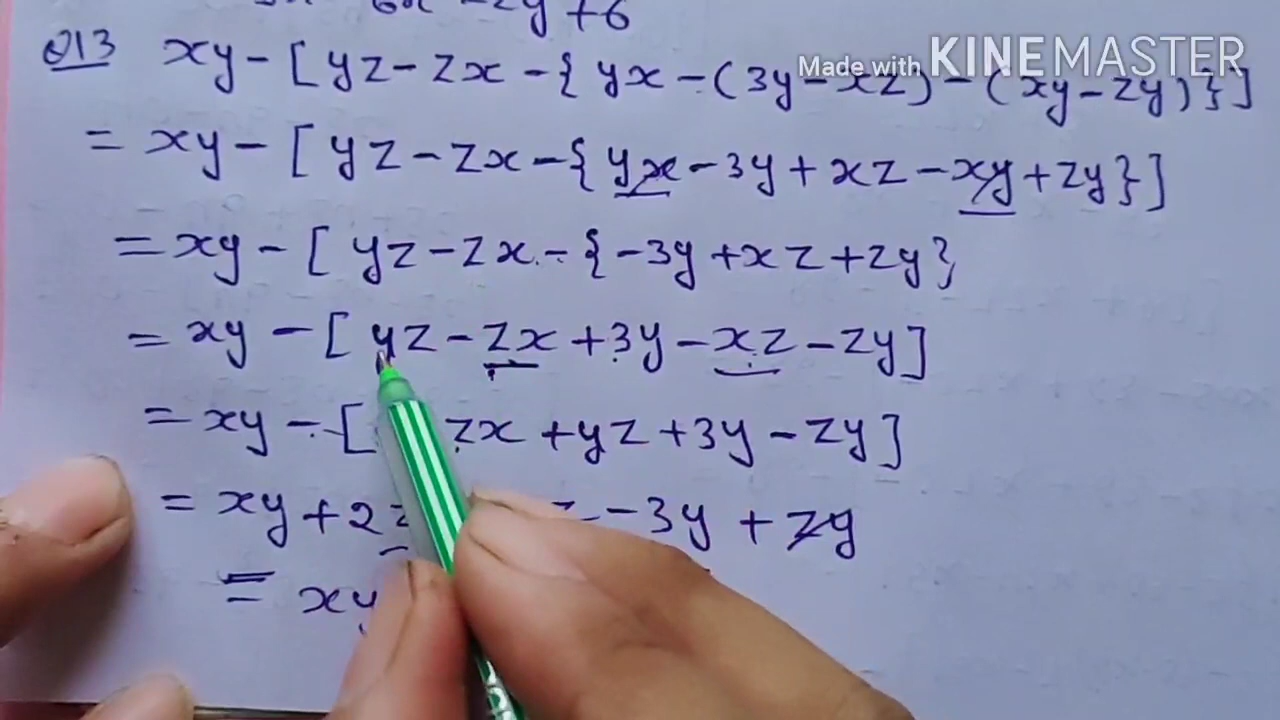 6x - 2y + 6
Q13 xy - [yz - zx - {yx - (3y - xz) - (xy - zy)}]
Made with KINEMASTER
= xy - [yz - zx - {yx - 3y + xz - xy + zy}]
= xy - [yz - zx - {-3y + xz + zy}
= xy - [yz - zx + 3y - xz - zy]
= xy - [ zx + yz + 3y - zy]
= xy + 2z - 3y + zy
= xy